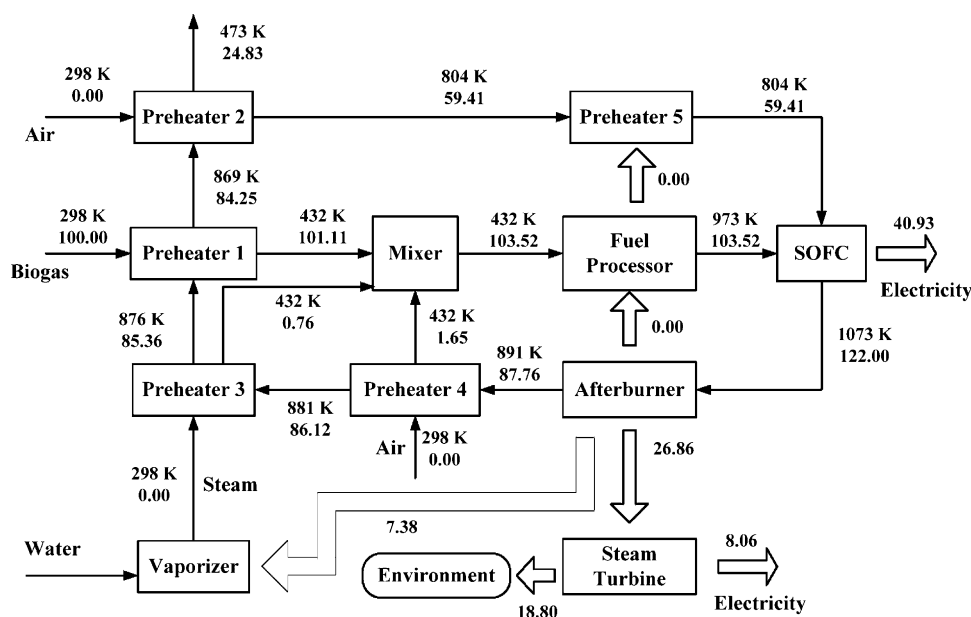 473 K
24.83
298 K
0.00
Air
Preheater 2
804 K
59.41
Preheater 5
804 K
59.41
869 K
84.25
0.00
298 K
100.00
Biogas
Preheater 1
432 K
101.11
Mixer
432 K
103.52
Fuel
Processor
973 K
103.52
SOFC
40.93
Electricity
876 K
85.36
432 K
0.76
432 K
1.65
0.00
1073 K
122.00
Preheater 3
881 K
86.12
Preheater 4
891 K
87.76
Afterburner
Air
298 K
0.00
26.86
298 K
0.00
Steam
7.38
Water
Vaporizer
Environment
18.80
Steam
Turbine
8.06
Electricity